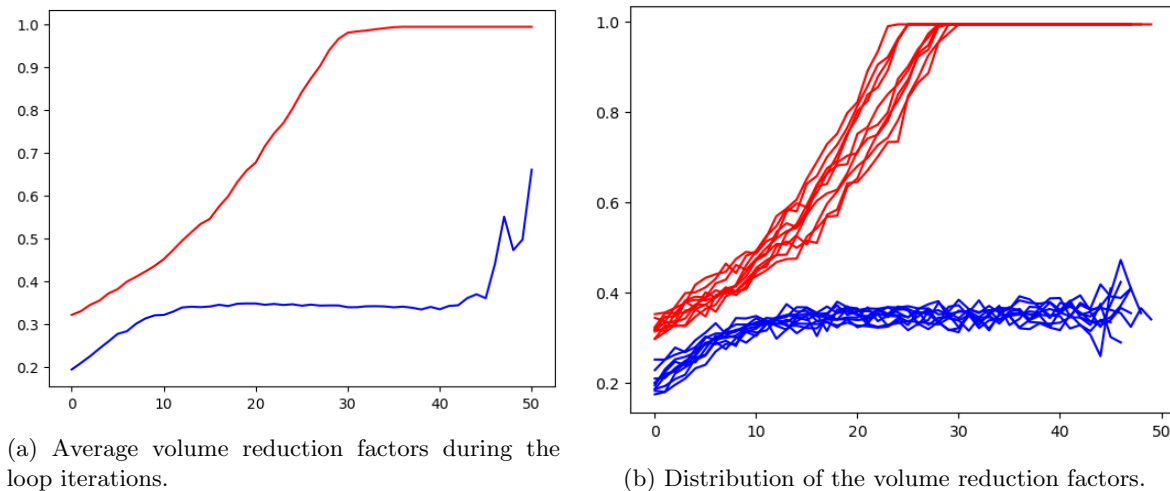 1.0
0.9
0.8
0.7
0.6
0.5
0.4
0.3
0.2
0 10 20 30 40 50
(a) Average volume reduction factors during the
loop iterations.
1.0
0.8
0.6
0.4
0.2
0 10 20 30 40 50
(b) Distribution of the volume reduction factors.